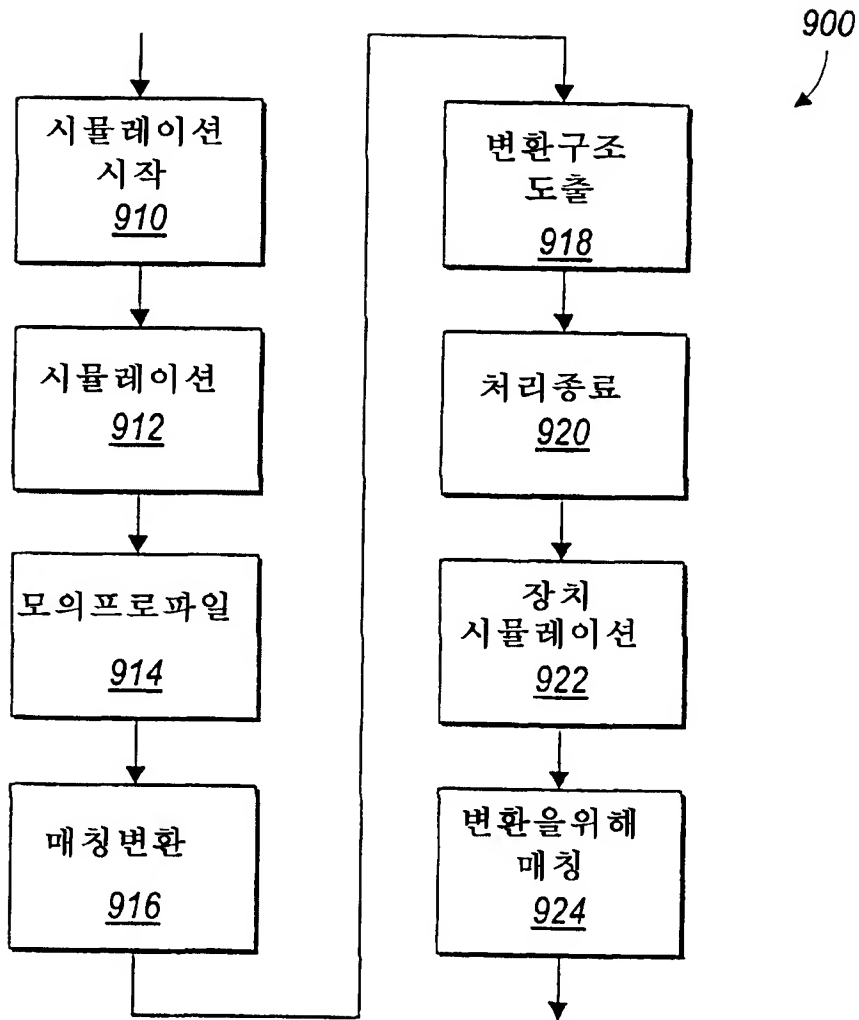 900
시뮬레이션
시작
910
시뮬레이션
912
모의프로파일
914
매칭변환
916
변환구조
도출
918
처리종료
920
장치
시뮬레이션
922
변환을위해
매칭
924